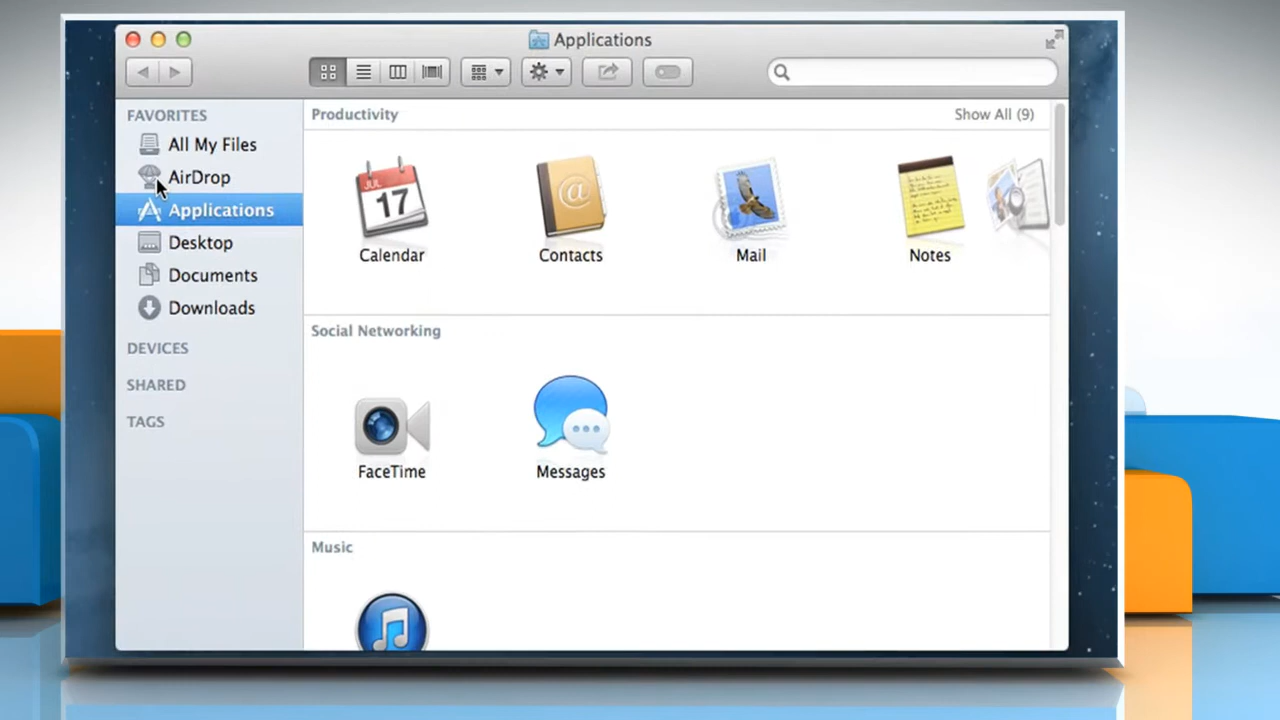 Applications
FAVORITES
All My Files
AirDrop
Applications
Desktop
Documents
Downloads
DEVICES
SHARED
TAGS
Productivity
Show All (9)
JUL
17
@
Calendar
Contacts
Mail
Notes
Social Networking
FaceTime
Messages
Music